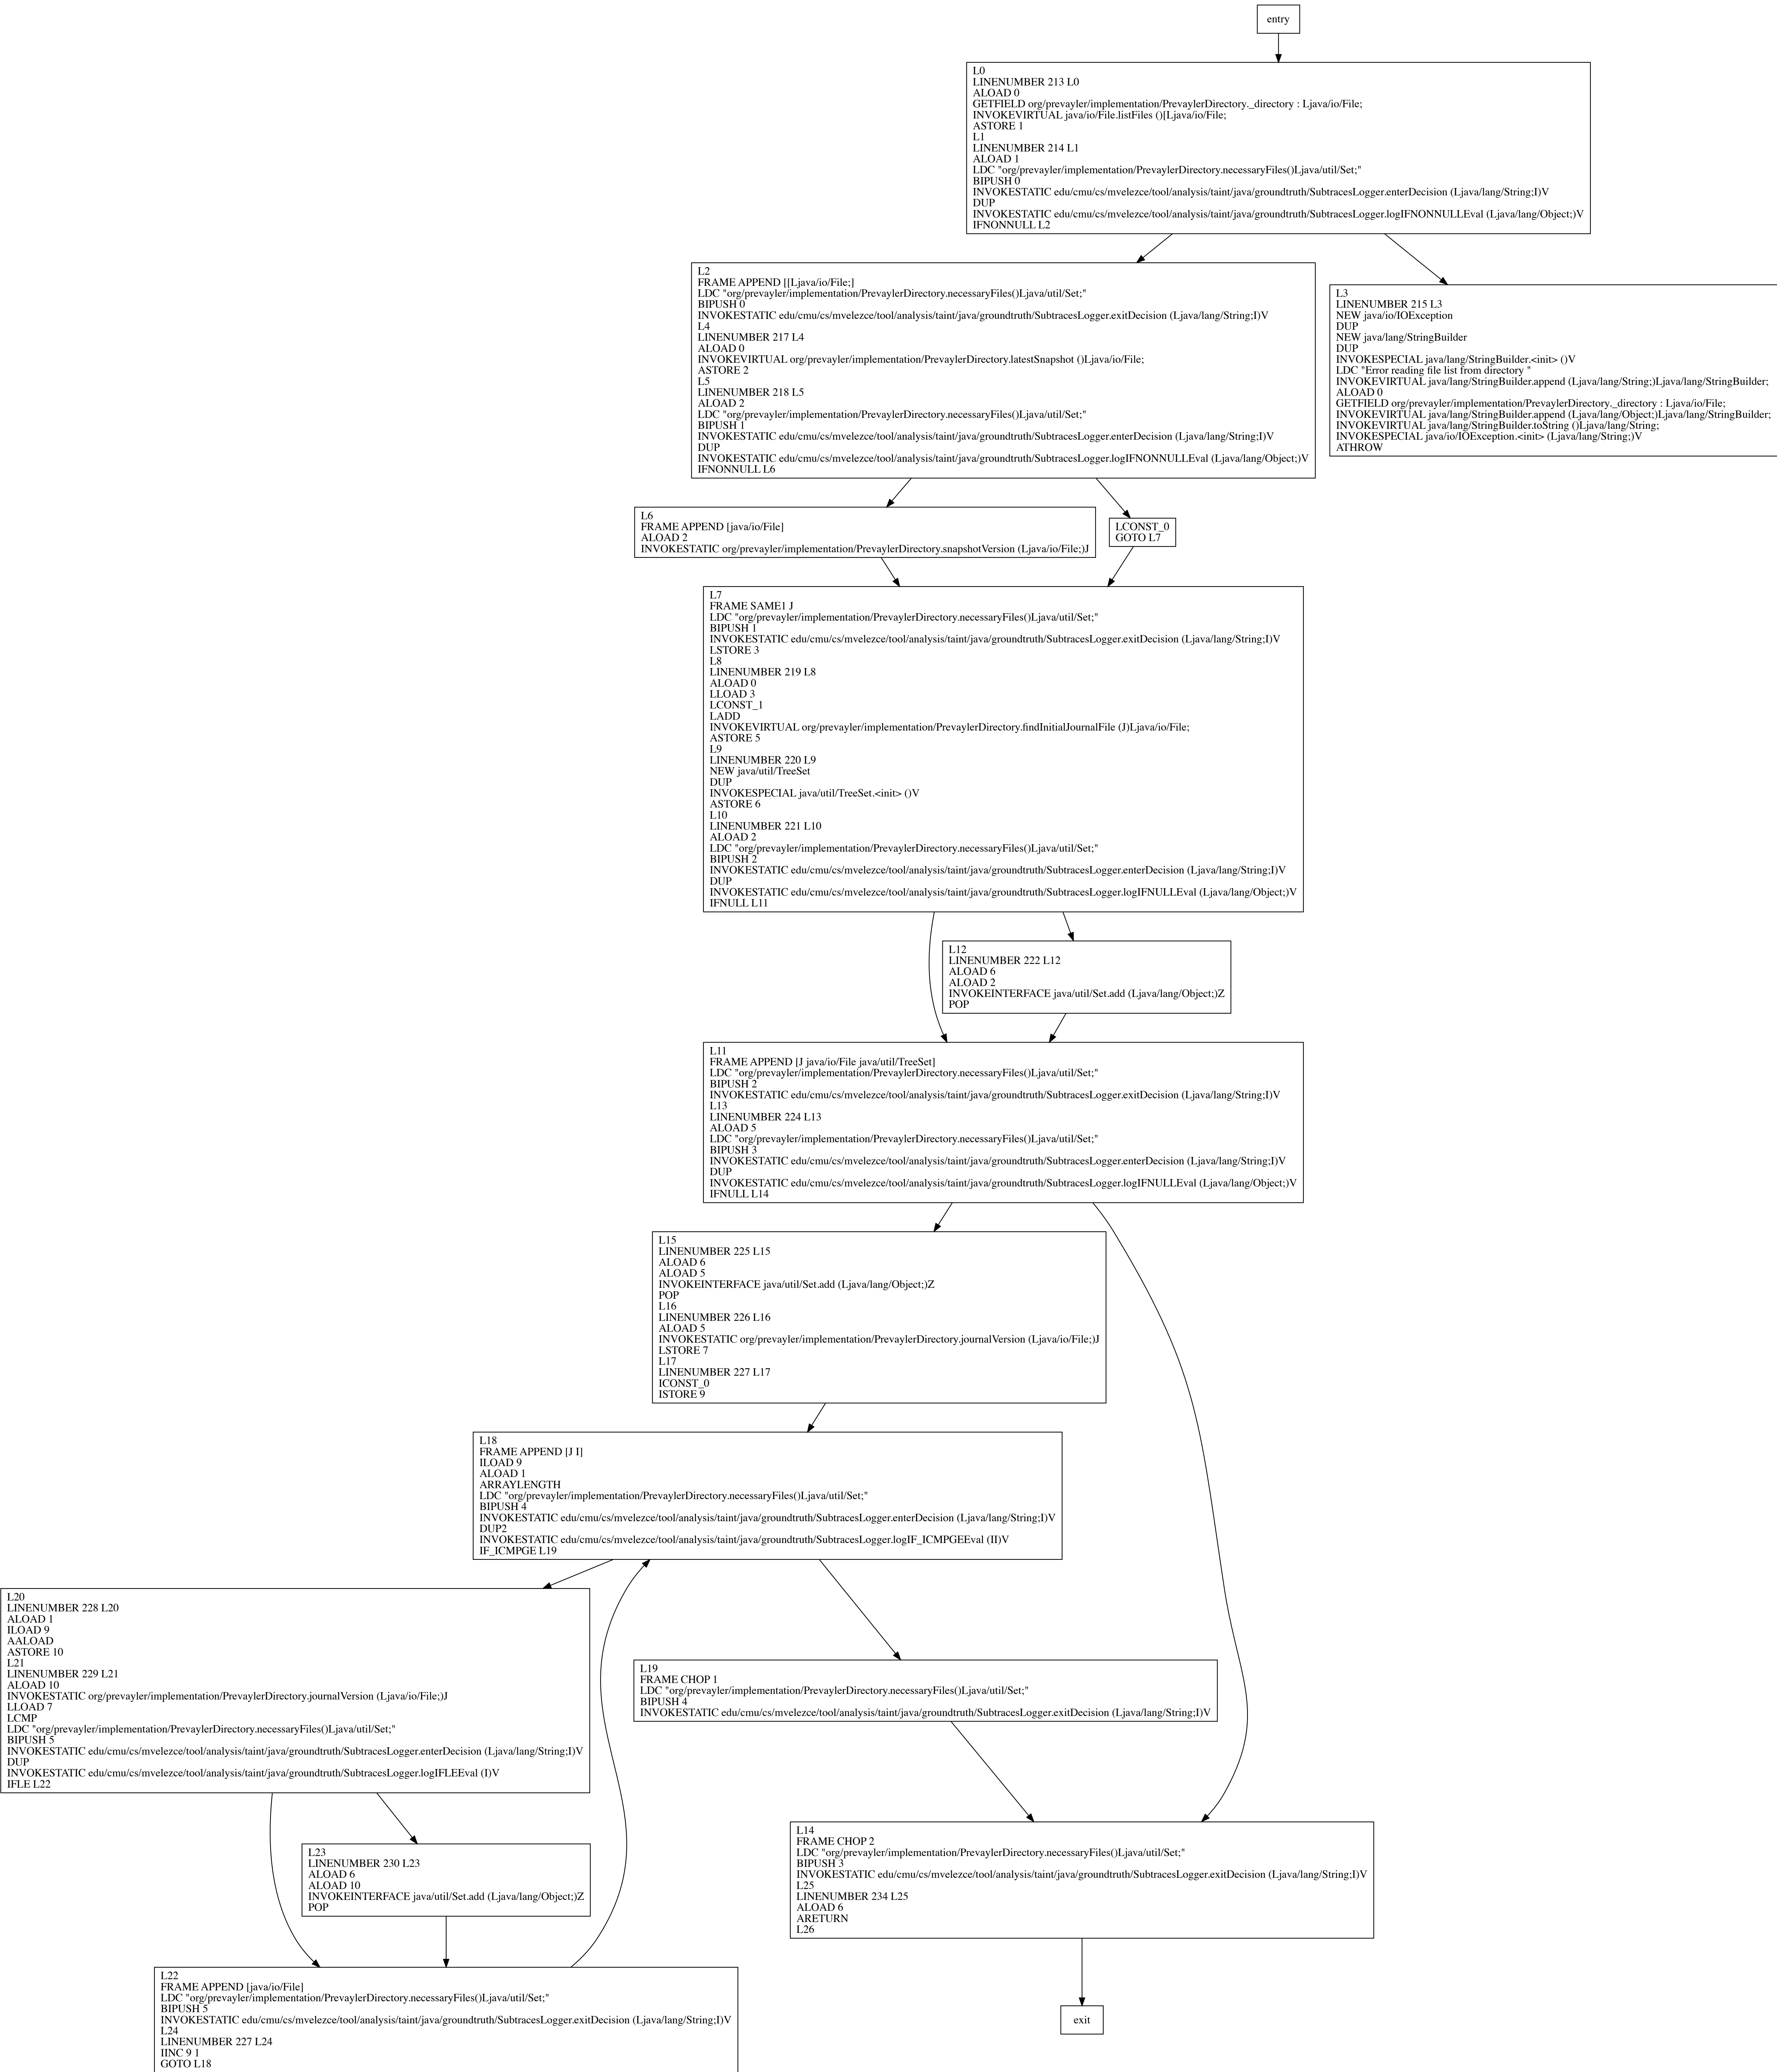 entry
L0
LINENUMBER 213 L0
ALOAD 0
GETFIELD org/prevayler/implementation/PrevaylerDirectory._directory : Ljava/io/File;
INVOKEVIRTUAL java/io/File.listFiles ()[Ljava/io/File;
ASTORE 1
L1
LINENUMBER 214 L1
ALOAD 1
LDC "org/prevayler/implementation/PrevaylerDirectory.necessaryFiles()Ljava/util/Set;"
BIPUSH 0
INVOKESTATIC edu/cmu/cs/mvelezce/tool/analysis/taint/java/groundtruth/SubtracesLogger.enterDecision (Ljava/lang/String;I)V
DUP
INVOKESTATIC edu/cmu/cs/mvelezce/tool/analysis/taint/java/groundtruth/SubtracesLogger.logIFNONNULLEval (Ljava/lang/Object;)V
IFNONNULL L2
L2
FRAME APPEND [[Ljava/io/File;]
LDC "org/prevayler/implementation/PrevaylerDirectory.necessaryFiles()Ljava/util/Set;"
BIPUSH 0
INVOKESTATIC edu/cmu/cs/mvelezce/tool/analysis/taint/java/groundtruth/SubtracesLogger.exitDecision (Ljava/lang/String;I)V
L4
LINENUMBER 217 L4
ALOAD 0
INVOKEVIRTUAL org/prevayler/implementation/PrevaylerDirectory.latestSnapshot ()Ljava/io/File;
ASTORE 2
L5
LINENUMBER 218 L5
ALOAD 2
LDC "org/prevayler/implementation/PrevaylerDirectory.necessaryFiles()Ljava/util/Set;"
BIPUSH 1
INVOKESTATIC edu/cmu/cs/mvelezce/tool/analysis/taint/java/groundtruth/SubtracesLogger.enterDecision (Ljava/lang/String;I)V
DUP
INVOKESTATIC edu/cmu/cs/mvelezce/tool/analysis/taint/java/groundtruth/SubtracesLogger.logIFNONNULLEval (Ljava/lang/Object;)V
IFNONNULL L6
L3
LINENUMBER 215 L3
NEW java/io/IOException
DUP
NEW java/lang/StringBuilder
DUP
INVOKESPECIAL java/lang/StringBuilder.<init> ()V
LDC "Error reading file list from directory "
INVOKEVIRTUAL java/lang/StringBuilder.append (Ljava/lang/String;)Ljava/lang/StringBuilder;
ALOAD 0
GETFIELD org/prevayler/implementation/PrevaylerDirectory._directory : Ljava/io/File;
INVOKEVIRTUAL java/lang/StringBuilder.append (Ljava/lang/Object;)Ljava/lang/StringBuilder;
INVOKEVIRTUAL java/lang/StringBuilder.toString ()Ljava/lang/String;
INVOKESPECIAL java/io/IOException.<init> (Ljava/lang/String;)V
ATHROW
L6
FRAME APPEND [java/io/File]
ALOAD 2
INVOKESTATIC org/prevayler/implementation/PrevaylerDirectory.snapshotVersion (Ljava/io/File;)J
LCONST_0
GOTO L7
L7
FRAME SAME1 J
LDC "org/prevayler/implementation/PrevaylerDirectory.necessaryFiles()Ljava/util/Set;"
BIPUSH 1
INVOKESTATIC edu/cmu/cs/mvelezce/tool/analysis/taint/java/groundtruth/SubtracesLogger.exitDecision (Ljava/lang/String;I)V
LSTORE 3
L8
LINENUMBER 219 L8
ALOAD 0
LLOAD 3
LCONST_1
LADD
INVOKEVIRTUAL org/prevayler/implementation/PrevaylerDirectory.findInitialJournalFile (J)Ljava/io/File;
ASTORE 5
L9
LINENUMBER 220 L9
NEW java/util/TreeSet
DUP
INVOKESPECIAL java/util/TreeSet.<init> ()V
ASTORE 6
L10
LINENUMBER 221 L10
ALOAD 2
LDC "org/prevayler/implementation/PrevaylerDirectory.necessaryFiles()Ljava/util/Set;"
BIPUSH 2
INVOKESTATIC edu/cmu/cs/mvelezce/tool/analysis/taint/java/groundtruth/SubtracesLogger.enterDecision (Ljava/lang/String;I)V
DUP
INVOKESTATIC edu/cmu/cs/mvelezce/tool/analysis/taint/java/groundtruth/SubtracesLogger.logIFNULLEval (Ljava/lang/Object;)V
IFNULL L11
L12
LINENUMBER 222 L12
ALOAD 6
ALOAD 2
INVOKEINTERFACE java/util/Set.add (Ljava/lang/Object;)Z
POP
L11
FRAME APPEND [J java/io/File java/util/TreeSet]
LDC "org/prevayler/implementation/PrevaylerDirectory.necessaryFiles()Ljava/util/Set;"
BIPUSH 2
INVOKESTATIC edu/cmu/cs/mvelezce/tool/analysis/taint/java/groundtruth/SubtracesLogger.exitDecision (Ljava/lang/String;I)V
L13
LINENUMBER 224 L13
ALOAD 5
LDC "org/prevayler/implementation/PrevaylerDirectory.necessaryFiles()Ljava/util/Set;"
BIPUSH 3
INVOKESTATIC edu/cmu/cs/mvelezce/tool/analysis/taint/java/groundtruth/SubtracesLogger.enterDecision (Ljava/lang/String;I)V
DUP
INVOKESTATIC edu/cmu/cs/mvelezce/tool/analysis/taint/java/groundtruth/SubtracesLogger.logIFNULLEval (Ljava/lang/Object;)V
IFNULL L14
L15
LINENUMBER 225 L15
ALOAD 6
ALOAD 5
INVOKEINTERFACE java/util/Set.add (Ljava/lang/Object;)Z
POP
L16
LINENUMBER 226 L16
ALOAD 5
INVOKESTATIC org/prevayler/implementation/PrevaylerDirectory.journalVersion (Ljava/io/File;)J
LSTORE 7
L17
LINENUMBER 227 L17
ICONST_0
ISTORE 9
L18
FRAME APPEND [J I]
ILOAD 9
ALOAD 1
ARRAYLENGTH
LDC "org/prevayler/implementation/PrevaylerDirectory.necessaryFiles()Ljava/util/Set;"
BIPUSH 4
INVOKESTATIC edu/cmu/cs/mvelezce/tool/analysis/taint/java/groundtruth/SubtracesLogger.enterDecision (Ljava/lang/String;I)V
DUP2
INVOKESTATIC edu/cmu/cs/mvelezce/tool/analysis/taint/java/groundtruth/SubtracesLogger.logIF_ICMPGEEval (II)V
IF_ICMPGE L19
L20
LINENUMBER 228 L20
ALOAD 1
ILOAD 9
AALOAD
ASTORE 10
L21
LINENUMBER 229 L21
ALOAD 10
INVOKESTATIC org/prevayler/implementation/PrevaylerDirectory.journalVersion (Ljava/io/File;)J
LLOAD 7
LCMP
LDC "org/prevayler/implementation/PrevaylerDirectory.necessaryFiles()Ljava/util/Set;"
BIPUSH 5
INVOKESTATIC edu/cmu/cs/mvelezce/tool/analysis/taint/java/groundtruth/SubtracesLogger.enterDecision (Ljava/lang/String;I)V
DUP
INVOKESTATIC edu/cmu/cs/mvelezce/tool/analysis/taint/java/groundtruth/SubtracesLogger.logIFLEEval (I)V
IFLE L22
L19
FRAME CHOP 1
LDC "org/prevayler/implementation/PrevaylerDirectory.necessaryFiles()Ljava/util/Set;"
BIPUSH 4
INVOKESTATIC edu/cmu/cs/mvelezce/tool/analysis/taint/java/groundtruth/SubtracesLogger.exitDecision (Ljava/lang/String;I)V
L23
LINENUMBER 230 L23
ALOAD 6
ALOAD 10
INVOKEINTERFACE java/util/Set.add (Ljava/lang/Object;)Z
POP
L14
FRAME CHOP 2
LDC "org/prevayler/implementation/PrevaylerDirectory.necessaryFiles()Ljava/util/Set;"
BIPUSH 3
INVOKESTATIC edu/cmu/cs/mvelezce/tool/analysis/taint/java/groundtruth/SubtracesLogger.exitDecision (Ljava/lang/String;I)V
L25
LINENUMBER 234 L25
ALOAD 6
ARETURN
L26
L22
FRAME APPEND [java/io/File]
LDC "org/prevayler/implementation/PrevaylerDirectory.necessaryFiles()Ljava/util/Set;"
BIPUSH 5
INVOKESTATIC edu/cmu/cs/mvelezce/tool/analysis/taint/java/groundtruth/SubtracesLogger.exitDecision (Ljava/lang/String;I)V
L24
LINENUMBER 227 L24
IINC 9 1
GOTO L18
exit